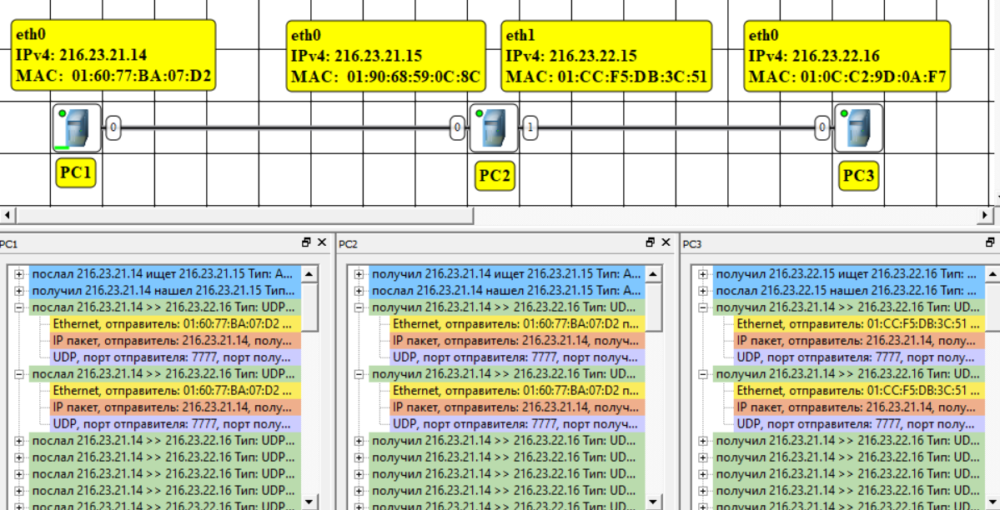 eth0
IPv4: 216.23.21.14
MAC: 01:60:77:BA:07:D2
eth0
IPv4: 216.23.21.15
MAC: 01:90:68:59:0C:8C
eth1
IPv4: 216.23.22.15
MAC: 01:CC:F5:DB:3C:51
eth0
IPv4: 216.23.22.16
MAC: 01:0C:C2:9D:0A:F7
0
0
1
0
PC1
PC2
PC3
PC1
послал 216.23.21.14 ищет 216.23.21.15 Тип: A...
получил 216.23.21.14 нашел 216.23.21.15 Тип...
послал 216.23.21.14 >> 216.23.22.16 Тип: UDP...
Ethernet, отправитель: 01:60:77:BA:07:D2 ...
IP пакет, отправитель: 216.23.21.14, полу...
UDP, порт отправителя: 7777, порт полу...
послал 216.23.21.14 >> 216.23.22.16 Тип: UDP...
Ethernet, отправитель: 01:60:77:BA:07:D2 ...
IP пакет, отправитель: 216.23.21.14, полу...
UDP, порт отправителя: 7777, порт полу...
послал 216.23.21.14 >> 216.23.22.16 Тип: UDP...
послал 216.23.21.14 >> 216.23.22.16 Тип: UDP...
послал 216.23.21.14 >> 216.23.22.16 Тип: UDP...
послал 216.23.21.14 >> 216.23.22.16 Тип: UDP...
послал 216.23.21.14 >> 216.23.22.16 Тип: UDP...
PC2
получил 216.23.21.14 ищет 216.23.21.15 Тип: A...
послал 216.23.21.14 нашел 216.23.21.15 Тип: A...
получил 216.23.21.14 >> 216.23.22.16 Тип: UD...
Ethernet, отправитель: 01:60:77:BA:07:D2 п...
IP пакет, отправитель: 216.23.21.14, получ...
UDP, порт отправителя: 7777, порт получ...
получил 216.23.21.14 >> 216.23.22.16 Тип: UD...
Ethernet, отправитель: 01:60:77:BA:07:D2 п...
IP пакет, отправитель: 216.23.21.14, получ...
UDP, порт отправителя: 7777, порт получ...
получил 216.23.21.14 >> 216.23.22.16 Тип: UD...
получил 216.23.21.14 >> 216.23.22.16 Тип: UD...
получил 216.23.21.14 >> 216.23.22.16 Тип: UD...
получил 216.23.21.14 >> 216.23.22.16 Тип: UD...
получил 216.23.21.14 >> 216.23.22.16 Тип: UD...
PC3
получил 216.23.22.15 ищет 216.23.22.16 Тип: ...
послал 216.23.22.15 нашел 216.23.22.16 Тип: ...
получил 216.23.21.14 >> 216.23.22.16 Тип: UD...
Ethernet, отправитель: 01:CC:F5:DB:3C:51 ...
IP пакет, отправитель: 216.23.21.14, полу...
UDP, порт отправителя: 7777, порт полу...
получил 216.23.21.14 >> 216.23.22.16 Тип: UD...
Ethernet, отправитель: 01:CC:F5:DB:3C:51 ...
IP пакет, отправитель: 216.23.21.14, полу...
UDP, порт отправителя: 7777, порт полу...
получил 216.23.21.14 >> 216.23.22.16 Тип: UD...
получил 216.23.21.14 >> 216.23.22.16 Тип: UD...
получил 216.23.21.14 >> 216.23.22.16 Тип: UD...
получил 216.23.21.14 >> 216.23.22.16 Тип: UD...
получил 216.23.21.14 >> 216.23.22.16 Тип: UD...